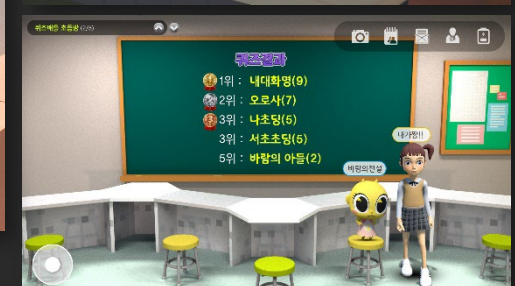 퀴즈배틀 초등방 (2/8)
퀴즈결과
1위 : 내대화명(9)
2위 : 오로사(7)
3위 : 나초딩(5)
3위 : 서초초딩(5)
5위 : 바람의 아들(2)
내가짱!!
바람의전설